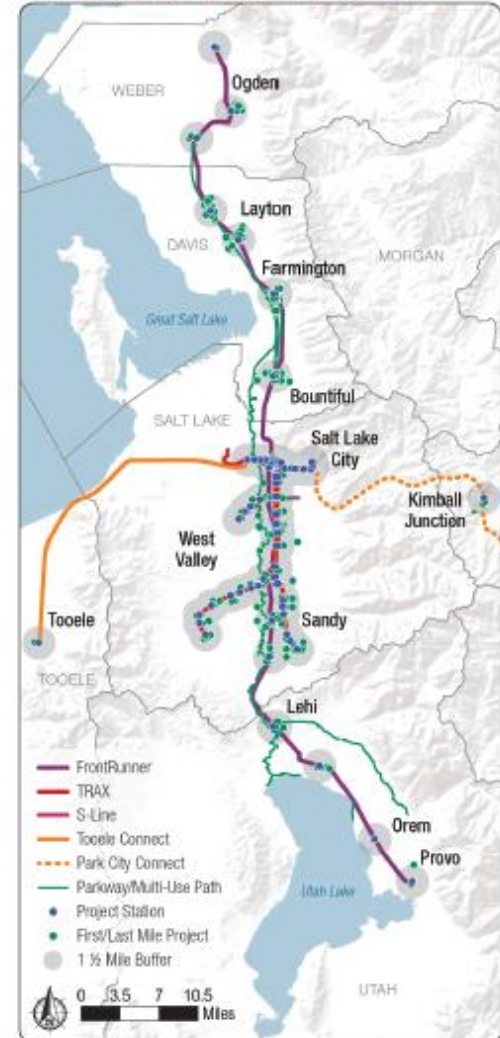 Ogden
WEBER
Layton
DAVIS
MORGAN
Farmington
Great Salt Lake
Bountiful
SALT LAKE
Salt Lake
City
Kimball
Junction
West
Valley
Tooele
Sandy
TOOELE
Lehi
FrontRunner
TRAX
S-Line
Tooele Connect
Park City Connect
Parkway/Multi-Use Path
Project Station
First/Last Mile Project
1 ½ Mile Buffer
Orem
Provo
Utah Lake
UTAH
0 3.5 7 10.5
Miles